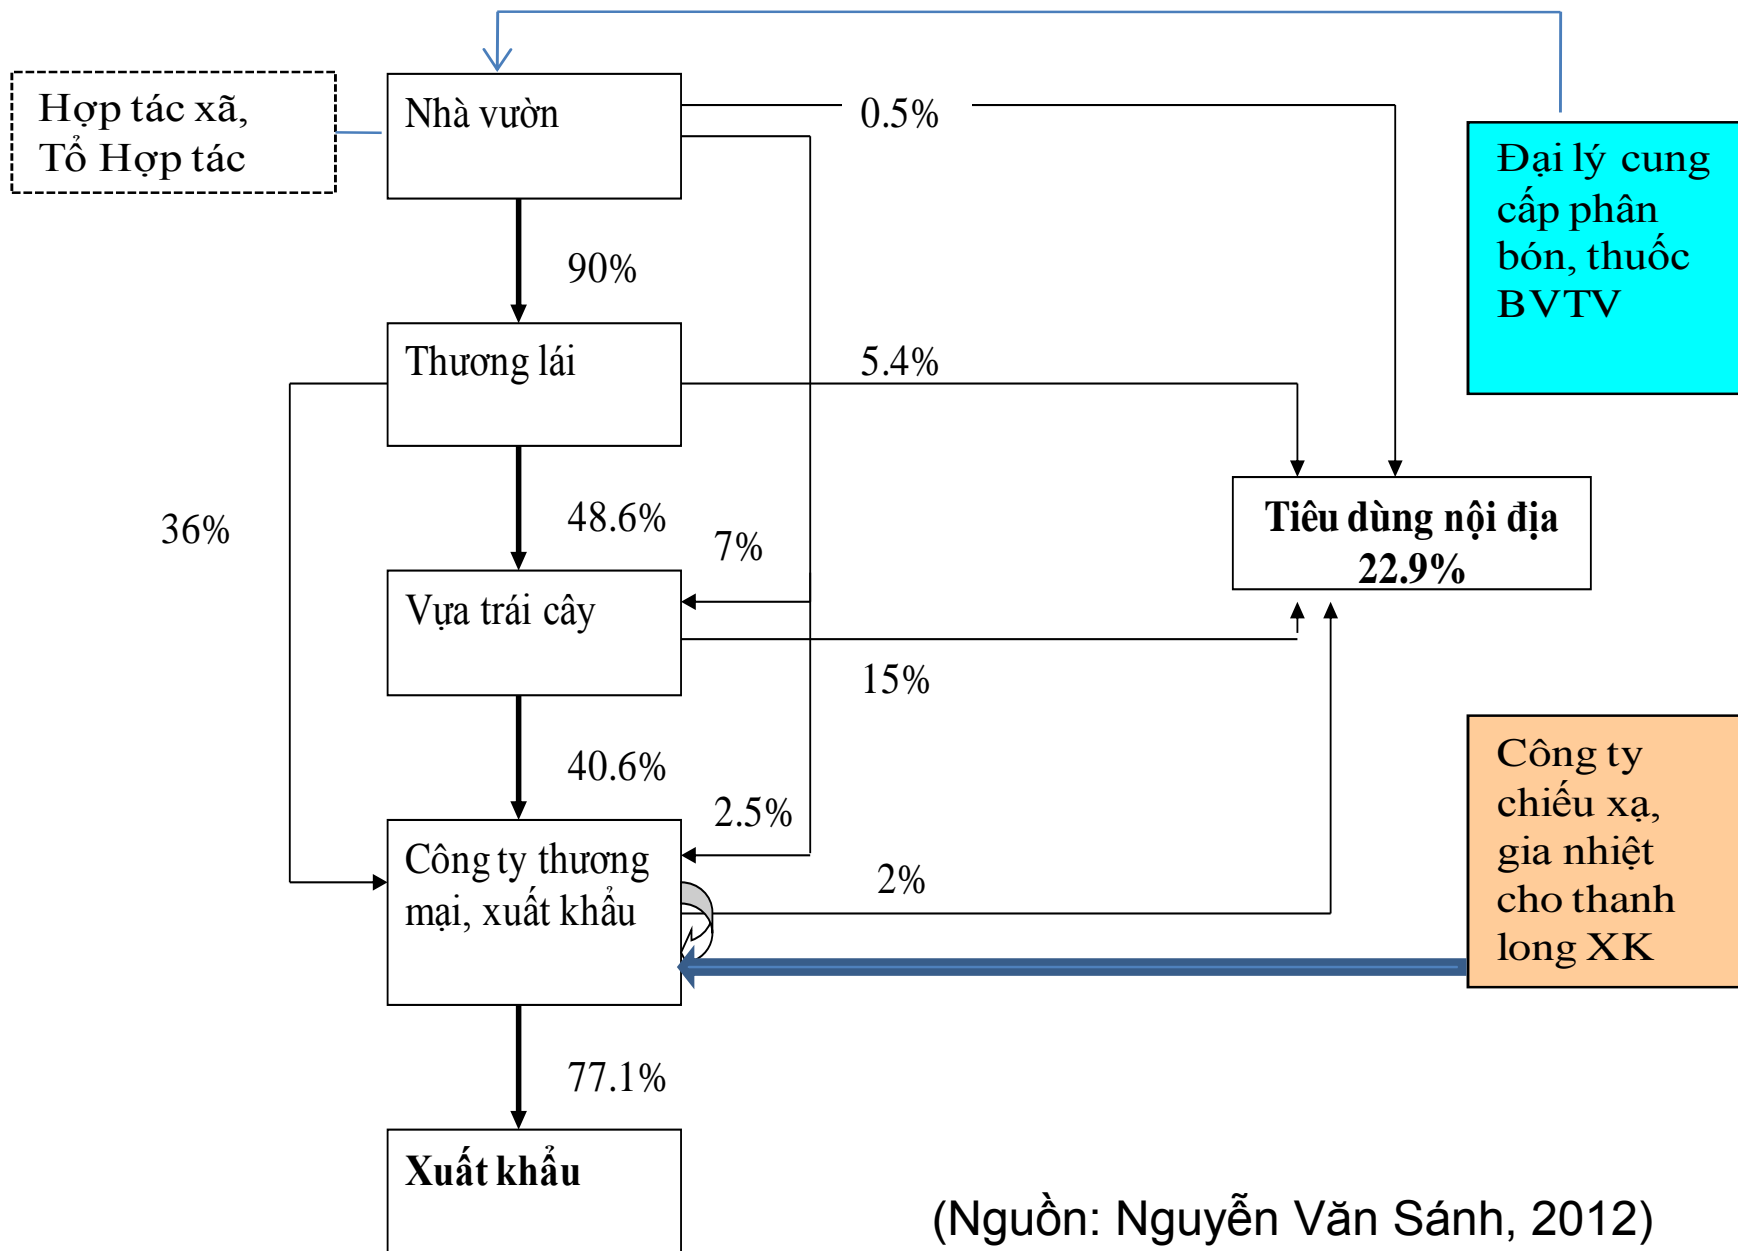 Hợp tác xã,
Tổ Hợp tác
Nhà vườn
0.5%
Đại lý cung
cấp phân
bón, thuốc
BVTV
90%
Thương lái
5.4%
36%
48.6%
7%
Tiêu dùng nội địa
22.9%
Vựa trái cây
15%
40.6%
2.5%
Công ty thương
mại, xuất khẩu
2%
Công ty
chiếu xạ,
gia nhiệt
cho thanh
long XK
77.1%
Xuất khẩu
(Nguồn: Nguyễn Văn Sánh, 2012)